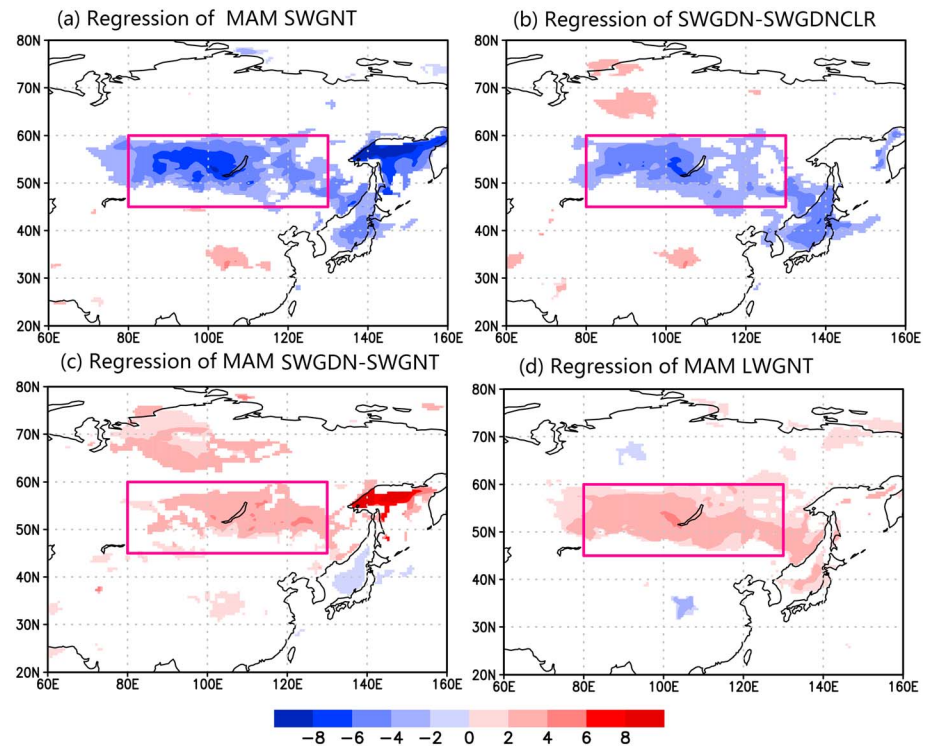 (a) Regression of MAM SWGNT
(b) Regression of SWGDN-SWGDNCLR
80N
70N
60N
50N
40N
30N
20N
60E 80E 100E 120E 140E 160E
80N
70N
60N
50N
40N
30N
20N
60E 80E 100E 120E 140E 160E
(c) Regression of MAM SWGDN-SWGNT
(d) Regression of MAM LWGNT
80N
70N
60N
50N
40N
30N
20N
60E 80E 100E 120E 140E 160E
80N
70N
60N
50N
40N
30N
20N
60E 80E 100E 120E 140E 160E
−8 −6 −4 −2 0 2 4 6 8